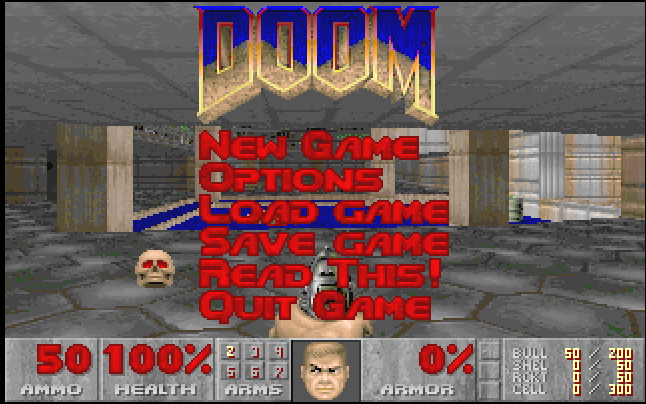 DOOM
New Game
Options
Load game
Save game
Read This!
Quit Game
50 100% 2 3 4 0% BULL 50 / 200
5 6 7 SHEL 0 / 50
RCKT 0 / 50
AMMO HEALTH ARMS ARMOR CELL 0 / 300